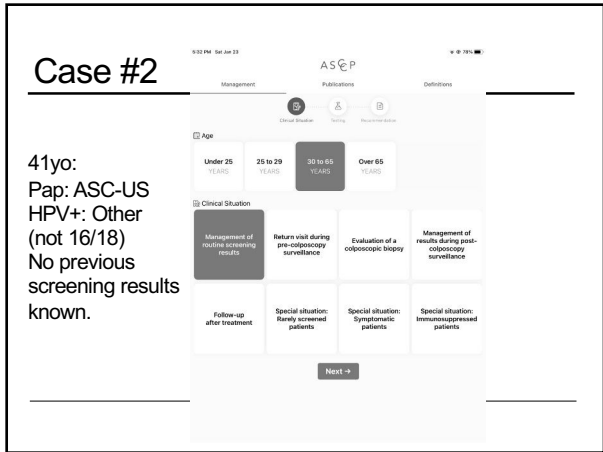 Case #2
41yo:
Pap: ASC-US
HPV+: Other
(not 16/18)
No previous
screening results
known.
5:32 PM Sat Jan 23
78%
ASCCP
Management
Publications
Definitions
Clinical Situation
Testing
Recommendation
Age
Under 25
YEARS
25 to 29
YEARS
30 to 65
YEARS
Over 65
YEARS
Clinical Situation
Management of
routine screening
results
Return visit during
pre-colposcopy
surveillance
Evaluation of a
colposcopic biopsy
Management of
results during post-
colposcopy
surveillance
Follow-up
after treatment
Special situation:
Rarely screened
patients
Special situation:
Symptomatic
patients
Special situation:
Immunosuppressed
patients
Next →